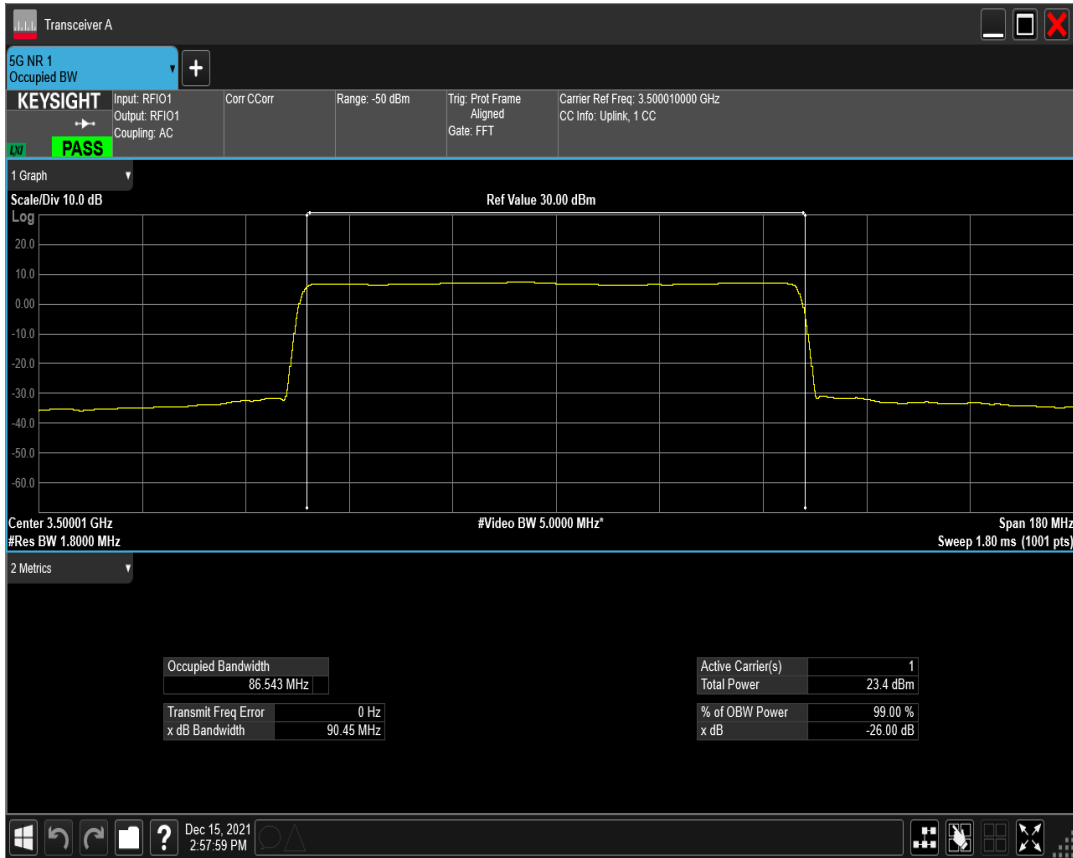 Transceiver A
5G NR 1
Occupied BW
KEYSIGHT
Input: RFIO1
Output: RFIO1
Coupling: AC
Corr CCorr
Range: -50 dBm
Trig: Prot Frame
Aligned
Gate: FFT
Carrier Ref Freq: 3.500010000 GHz
CC Info: Uplink, 1 CC
LXI
PASS
1 Graph
Scale/Div 10.0 dB
Ref Value 30.00 dBm
Log
20.0
10.0
0.00
-10.0
-20.0
-30.0
-40.0
-50.0
-60.0
Center 3.50001 GHz
#Video BW 5.0000 MHz*
Span 180 MHz
#Res BW 1.8000 MHz
Sweep 1.80 ms (1001 pts)
2 Metrics
Occupied Bandwidth
86.543 MHz
Transmit Freq Error 0 Hz
x dB Bandwidth 90.45 MHz
Active Carrier(s) 1
Total Power 23.4 dBm
% of OBW Power 99.00 %
x dB -26.00 dB
?
Dec 15, 2021
2:57:59 PM